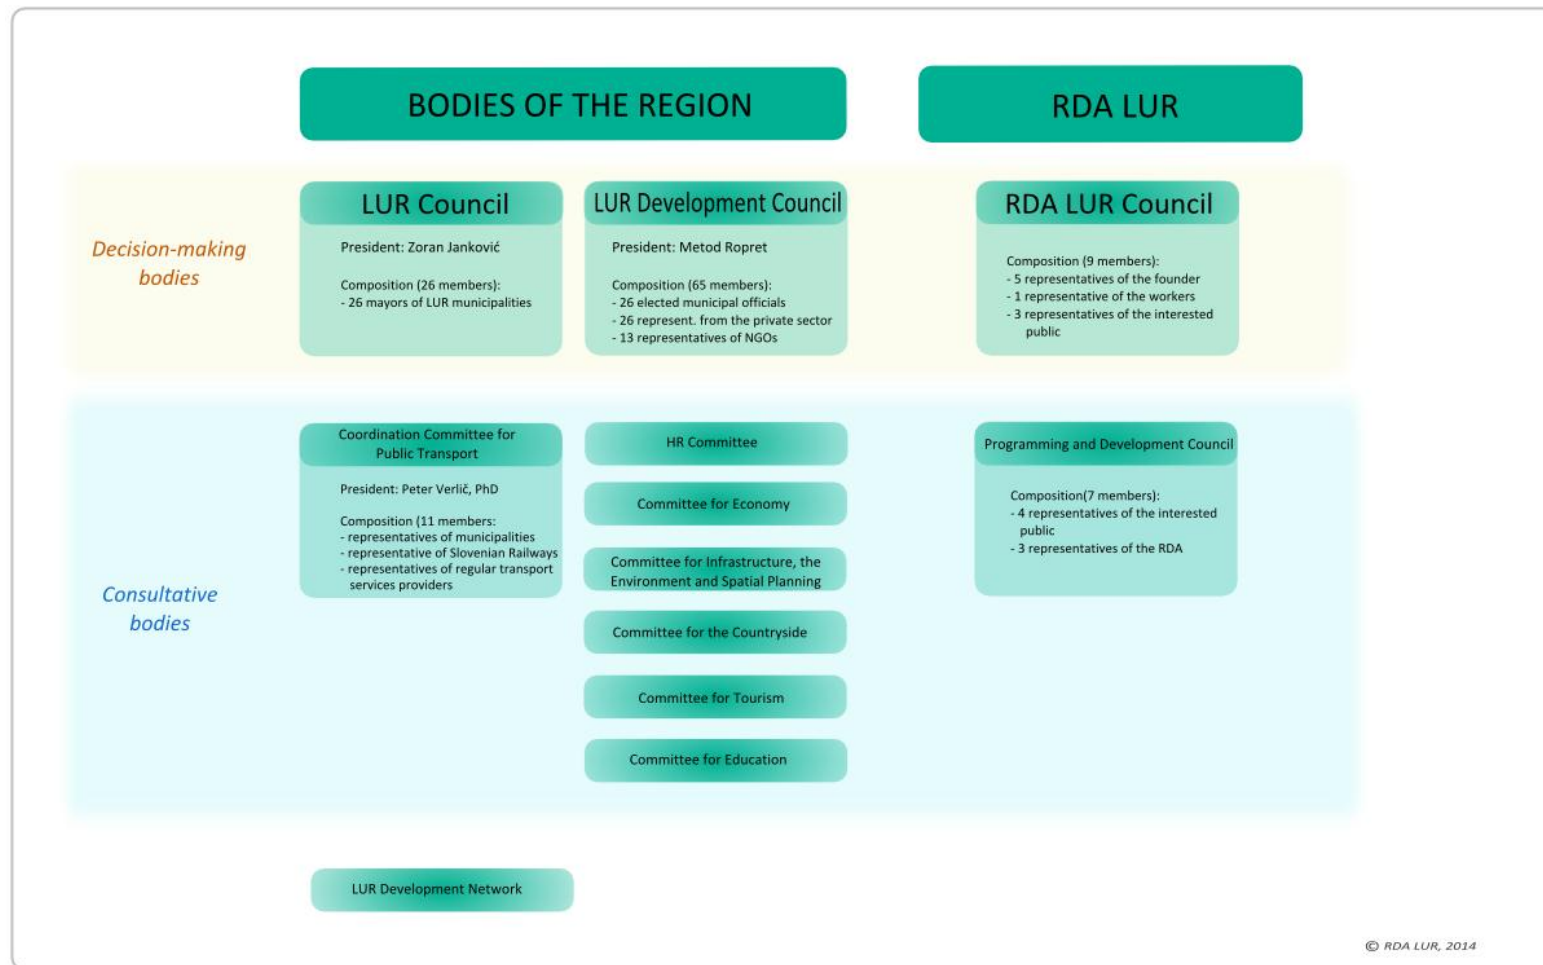 BODIES OF THE REGION
RDA LUR
Decision-making
bodies
LUR Council
President: Zoran Janković
Composition (26 members):
- 26 mayors of LUR municipalities
LUR Development Council
President: Metod Ropret
Composition (65 members):
- 26 elected municipal officials
- 26 represent. from the private sector
- 13 representatives of NGOs
RDA LUR Council
Composition (9 members):
- 5 representatives of the founder
- 1 representative of the workers
- 3 representatives of the interested
public
Consultative
bodies
Coordination Committee for
Public Transport
President: Peter Verlič, PhD
Composition (11 members:
- representatives of municipalities
- representative of Slovenian Railways
- representatives of regular transport
services providers
HR Committee
Committee for Economy
Committee for Infrastructure, the
Environment and Spatial Planning
Committee for the Countryside
Committee for Tourism
Committee for Education
Programming and Development Council
Composition(7 members):
- 4 representatives of the interested
public
- 3 representatives of the RDA
LUR Development Network
© RDA LUR, 2014